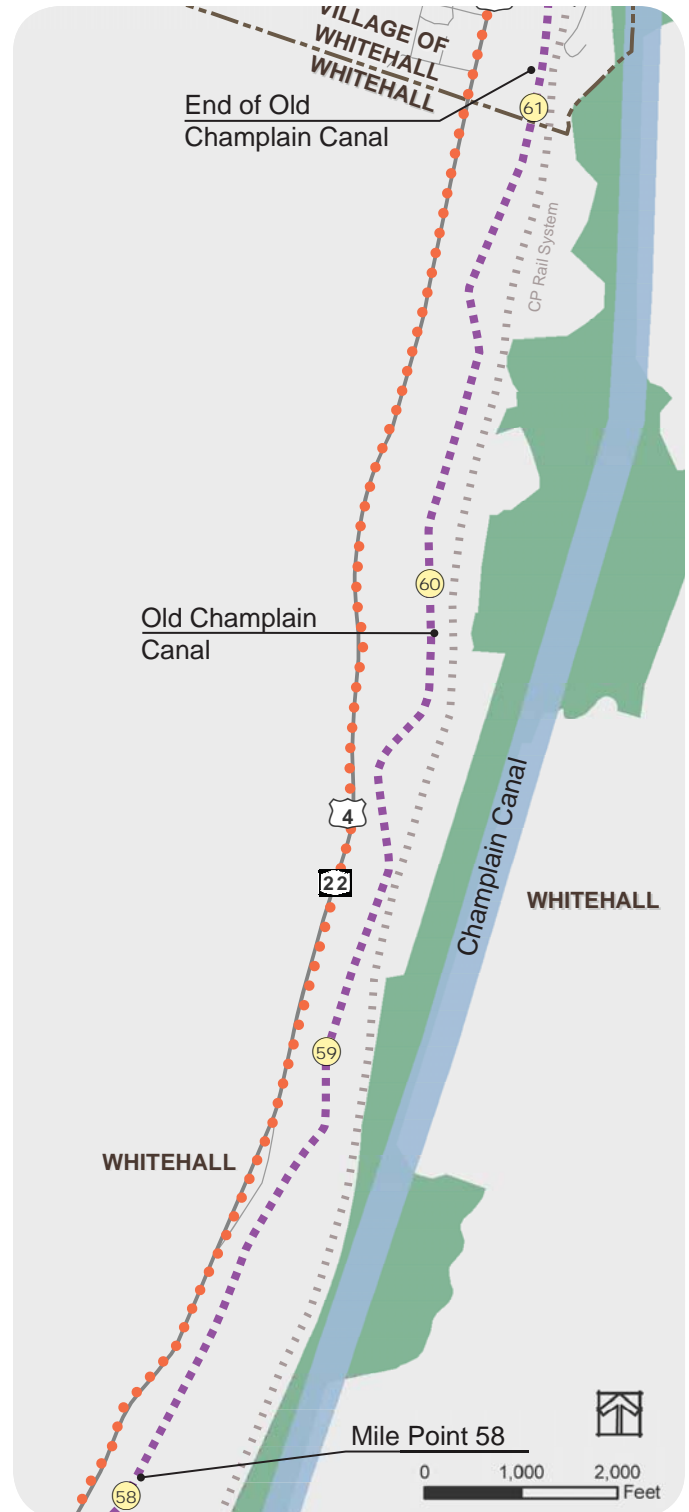 VILLAGE OF
WHITEHALL
WHITEHALL
End of Old
Champlain Canal
61
CP Rail System
60
Old Champlain
Canal
4
22
Champlain Canal
WHITEHALL
59
WHITEHALL
Mile Point 58
58
0 1,000 2,000
Feet